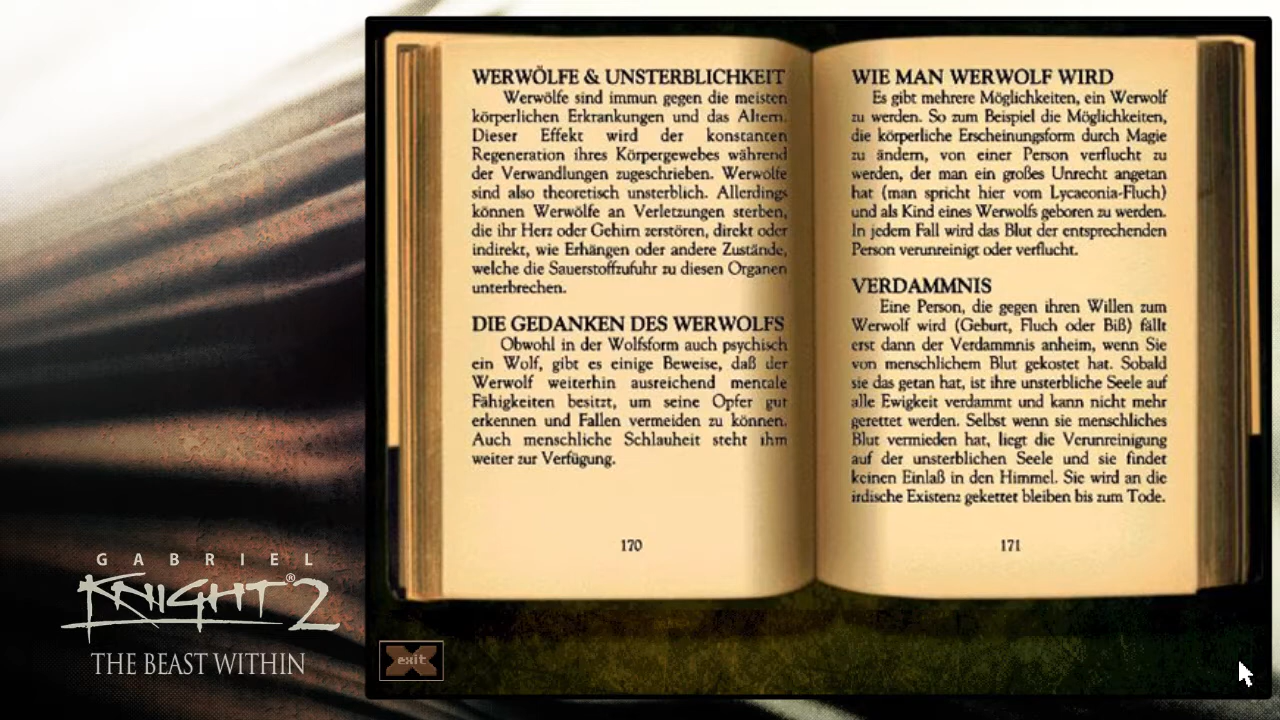 WERWÖLFE & UNSTERBLICHKEIT
Werwölfe sind immun gegen die meisten
körperlichen Erkrankungen und das Altern.
Dieser Effekt wird der konstanten
Regeneration ihres Körpergewebes während
der Verwandlungen zugeschrieben. Werwölfe
sind also theoretisch unsterblich. Allerdings
können Werwölfe an Verletzungen sterben,
die ihr Herz oder Gehirn zerstören, direkt oder
indirekt, wie Erhängen oder andere Zustände,
welche die Sauerstoffzufuhr zu diesen Organen
unterbrechen.
DIE GEDANKEN DES WERWOLFS
Obwohl in der Wolfsform auch psychisch
ein Wolf, gibt es einige Beweise, daß der
Werwolf weiterhin ausreichend mentale
Fähigkeiten besitzt, um seine Opfer gut
erkennen und Fallen vermeiden zu können.
Auch menschliche Schlauheit steht ihm
weiter zur Verfügung.
170
WIE MAN WERWOLF WIRD
Es gibt mehrere Möglichkeiten, ein Werwolf
zu werden. So zum Beispiel die Möglichkeiten,
die körperliche Erscheinungsform durch Magie
zu ändern, von einer Person verflucht zu
werden, der man ein großes Unrecht angetan
hat (man spricht hier vom Lycaeonia-Fluch)
und als Kind eines Werwolfs geboren zu werden.
In jedem Fall wird das Blut der entsprechenden
Person verunreinigt oder verflucht.
VERDAMMNIS
Eine Person, die gegen ihren Willen zum
Werwolf wird (Geburt, Fluch oder Biß) fällt
erst dann der Verdammnis anheim, wenn Sie
von menschlichem Blut gekostet hat. Sobald
sie das getan hat, ist ihre unsterbliche Seele auf
alle Ewigkeit verdammt und kann nicht mehr
gerettet werden. Selbst wenn sie menschliches
Blut vermieden hat, liegt die Verunreinigung
auf der unsterblichen Seele und sie findet
keinen Einlaß in den Himmel. Sie wird an die
irdische Existenz gekettet bleiben bis zum Tode.
171
GABRIEL
KNIGHT® 2
THE BEAST WITHIN
exit